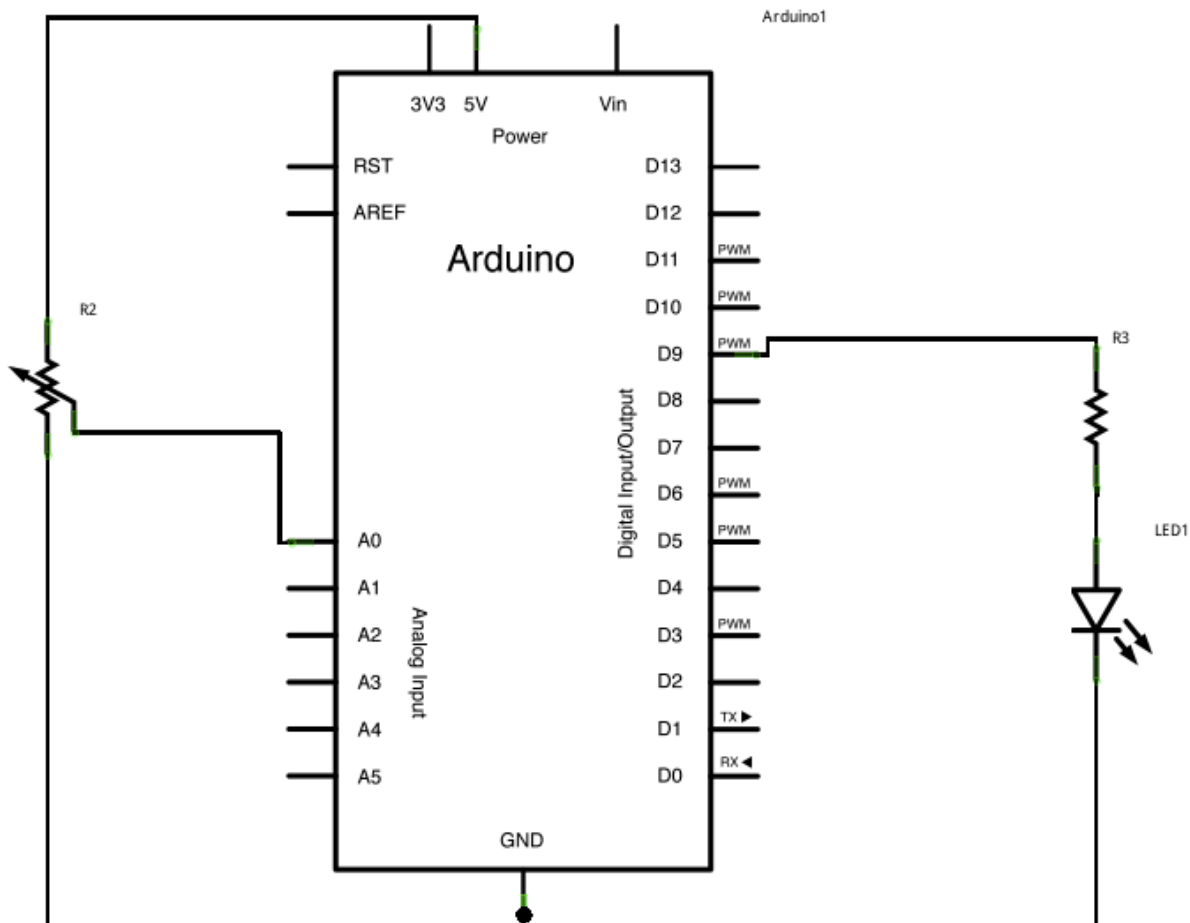 Arduino1
3V3 5V Vin
Power
RST D13
AREF D12
Arduino
D11 PWM
D10 PWM
R2
D9 PWM
R3
D8
D7
D6 PWM
Digital Input/Output
LED1
A0 D5 PWM
A1 D4
A2 D3 PWM
Analog Input
A3 D2
A4 D1 TX ▶
A5 D0 RX ◀
GND